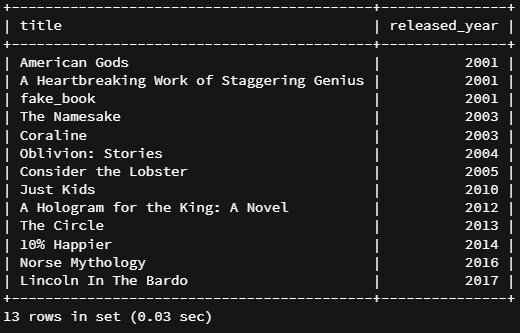 +-------------------------------------------+---------------+
| title                                     | released_year |
+-------------------------------------------+---------------+
| American Gods                             |          2001 |
| A Heartbreaking Work of Staggering Genius |          2001 |
| fake_book                                 |          2001 |
| The Namesake                              |          2003 |
| Coraline                                  |          2003 |
| Oblivion: Stories                         |          2004 |
| Consider the Lobster                      |          2005 |
| Just Kids                                 |          2010 |
| A Hologram for the King: A Novel          |          2012 |
| The Circle                                |          2013 |
| 10% Happier                               |          2014 |
| Norse Mythology                           |          2016 |
| Lincoln In The Bardo                      |          2017 |
+-------------------------------------------+---------------+
13 rows in set (0.03 sec)